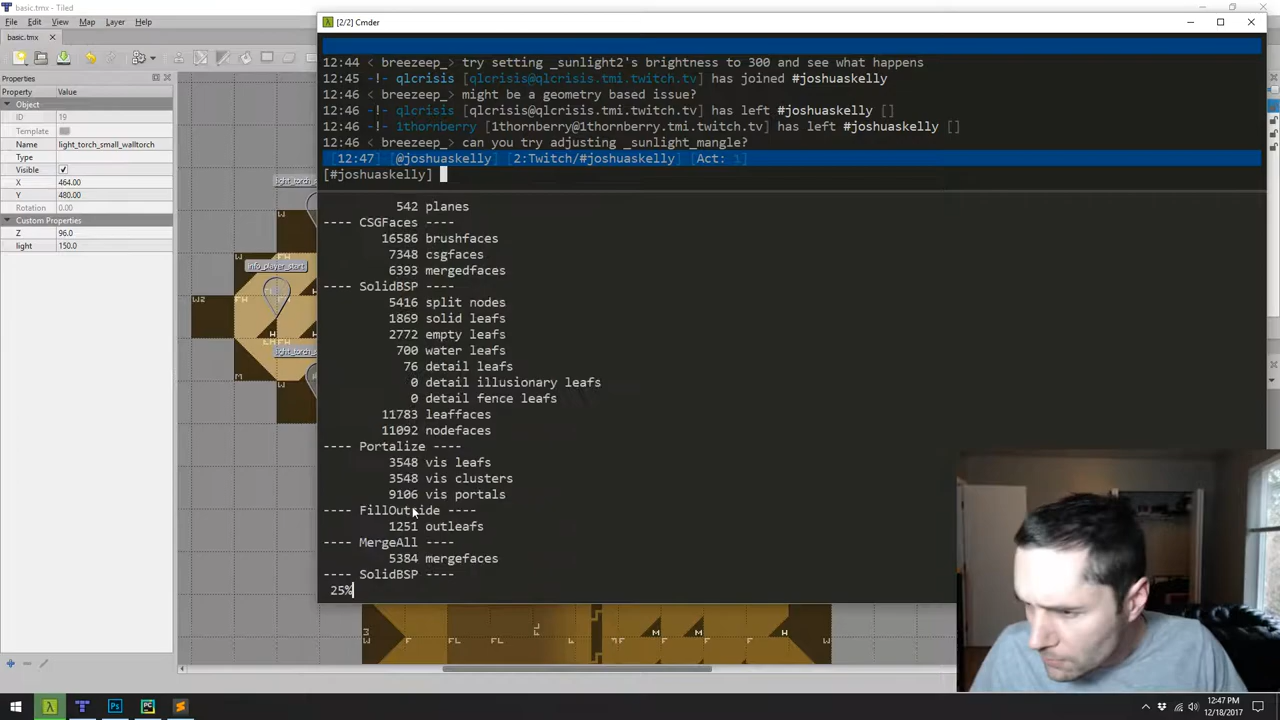 basic.tmx - Tiled
[2/2] Cmder
File Edit View Map Layer Help
basic.tmx
Properties
Property Value
Object
ID 19
Template
Name light_torch_small_walltorch
Type
Visible
X 464.00
Y 480.00
Rotation 0.00
Custom Properties
Z 96.0
light 150.0
info_player_start
12:44 < breezeep_> try setting _sunlight2's brightness to 300 and see what happens
12:45 -!- qlcrisis [qlcrisis@qlcrisis.tmi.twitch.tv] has joined #joshuaskelly
12:46 < breezeep_> might be a geometry based issue?
12:46 -!- qlcrisis [qlcrisis@qlcrisis.tmi.twitch.tv] has left #joshuaskelly []
12:46 -!- 1thornberry [1thornberry@1thornberry.tmi.twitch.tv] has left #joshuaskelly []
12:46 < breezeep_> can you try adjusting _sunlight_mangle?
[12:47] [@joshuaskelly] [2:Twitch/#joshuaskelly] [Act: 1]
[#joshuaskelly]
542 planes
---- CSGFaces ----
16586 brushfaces
7348 csgfaces
6393 mergedfaces
---- SolidBSP ----
5416 split nodes
1869 solid leafs
2772 empty leafs
700 water leafs
76 detail leafs
0 detail illusionary leafs
0 detail fence leafs
11783 leaffaces
11092 nodefaces
---- Portalize ----
3548 vis leafs
3548 vis clusters
9106 vis portals
---- FillOutside ----
1251 outleafs
---- MergeAll ----
5384 mergefaces
---- SolidBSP ----
25%
12:47 PM
12/18/2017